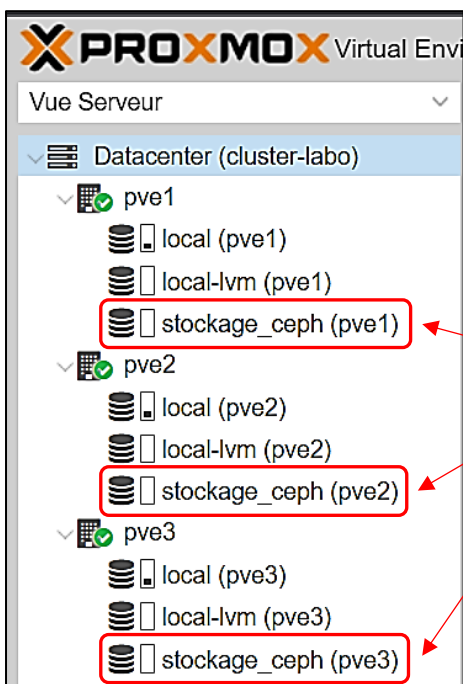 PROXMOX Virtual Envi
Vue Serveur
Datacenter (cluster-labo)
pve1
local (pve1)
local-lvm (pve1)
stockage_ceph (pve1)
pve2
local (pve2)
local-lvm (pve2)
stockage_ceph (pve2)
pve3
local (pve3)
local-lvm (pve3)
stockage_ceph (pve3)